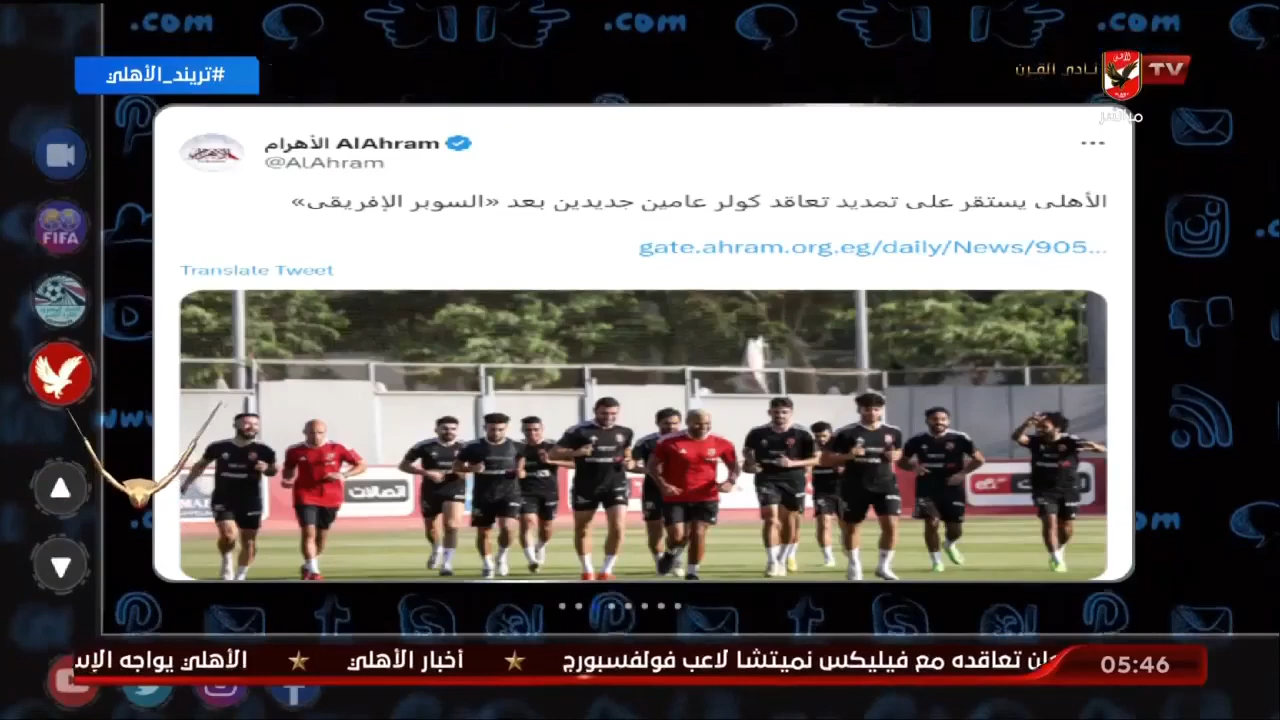 #تريند_الأهلي
نادي القرن
TV
مباشر
الأهرام AlAhram
@AlAhram
الأهلى يستقر على تمديد تعاقد كولر عامين جديدين بعد «السوبر الإفريقى»
gate.ahram.org.eg/daily/News/905...
Translate Tweet
FIFA
اتصالات
تعاقده مع فيليكس نميتشا لاعب فولفسبورج ★ أخبار الأهلي ★ الأهلي يواجه
05:46